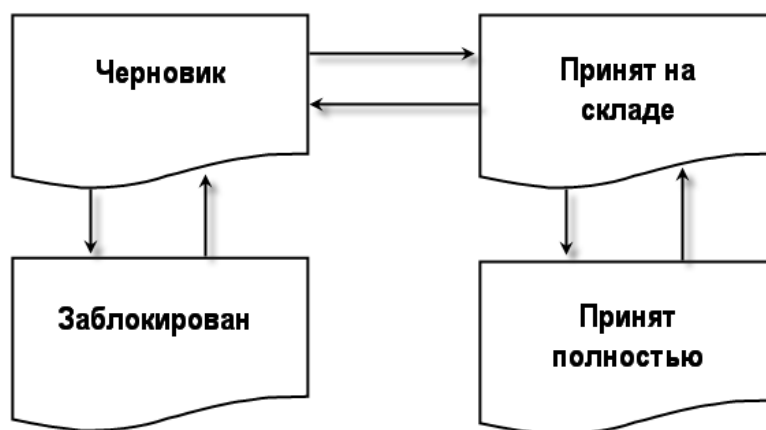 Черновик
Принят на
складе
Заблокирован
Принят
полностью